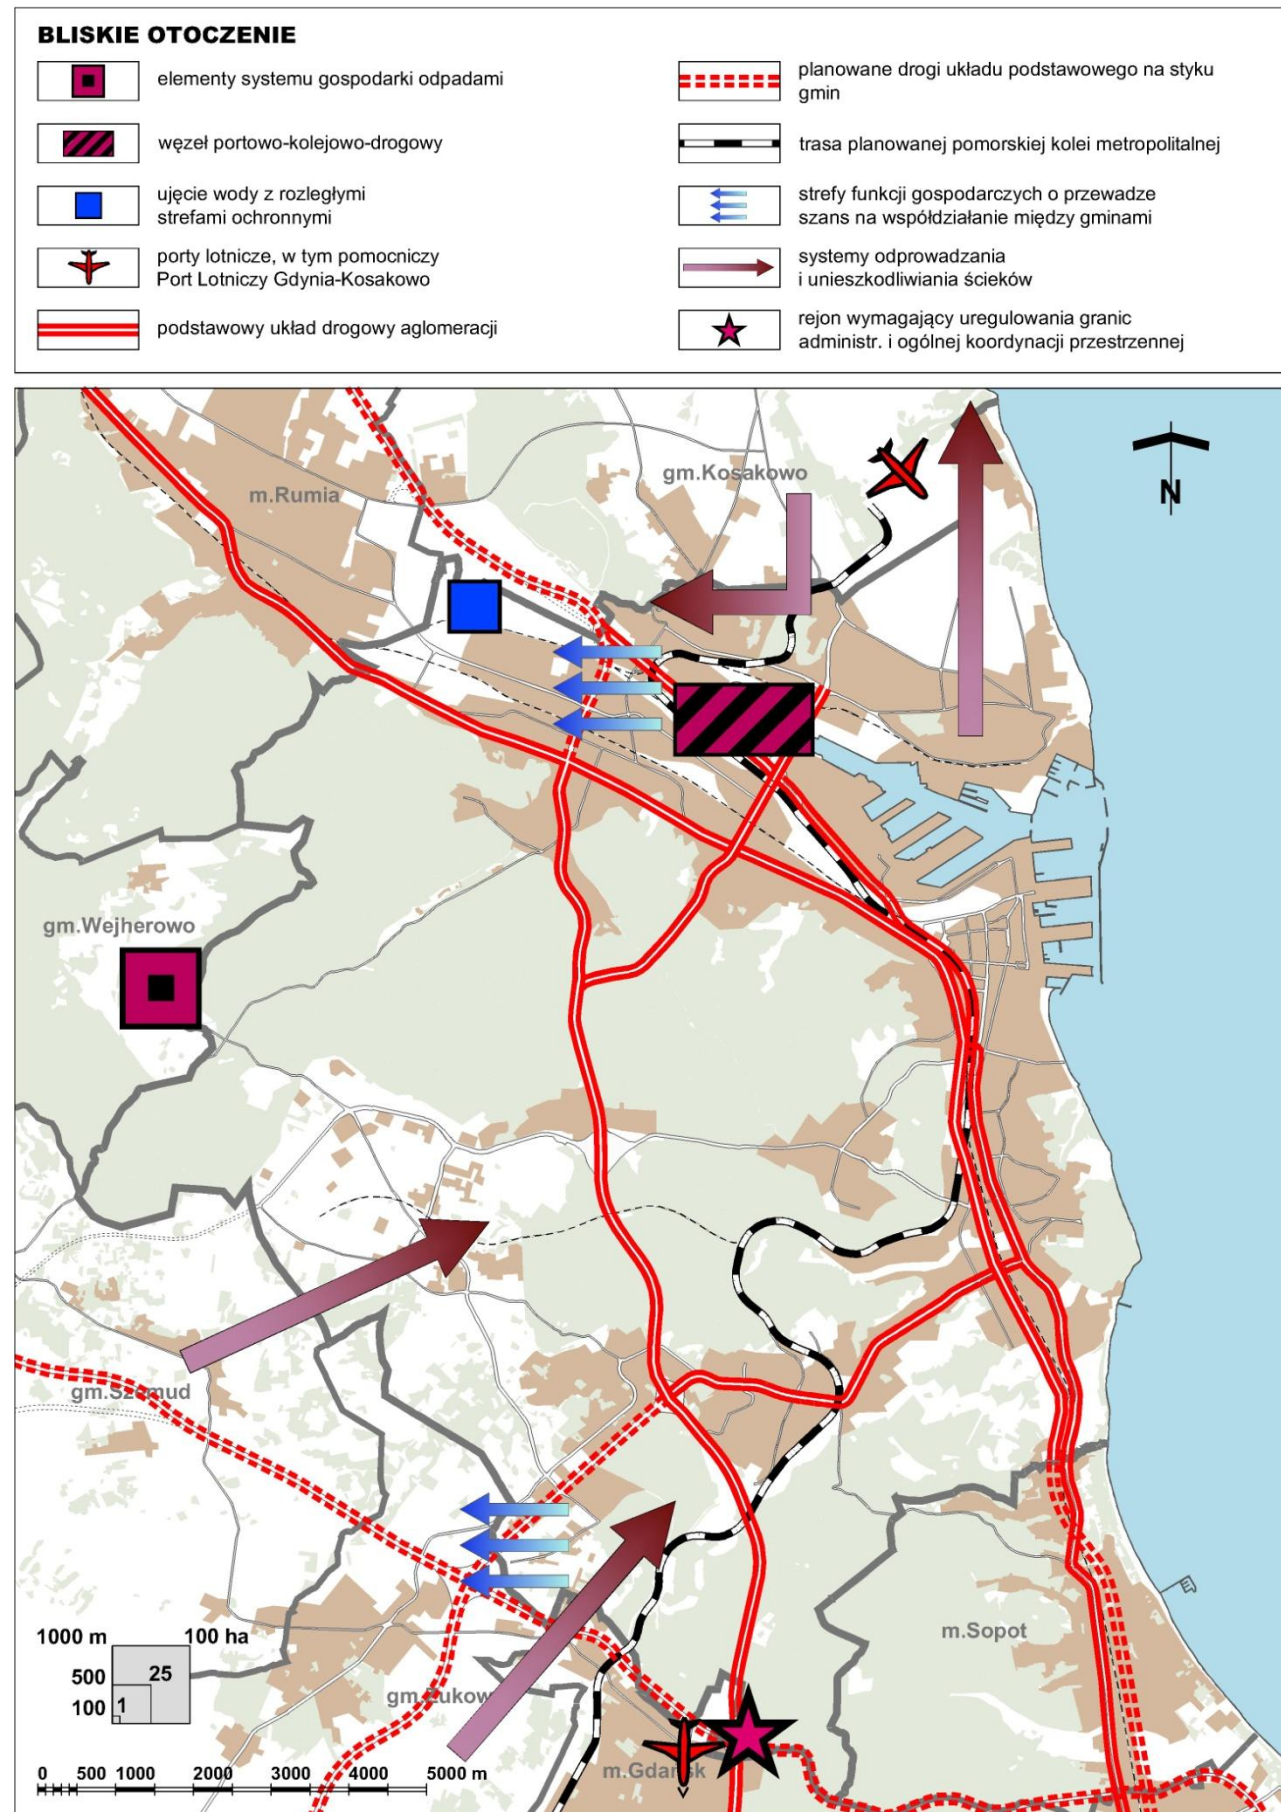 BLISKIE OTOCZENIE
elementy systemu gospodarki odpadami
węzeł portowo-kolejowo-drogowy
ujęcie wody z rozległymi
strefami ochronnymi
porty lotnicze, w tym pomocniczy
Port Lotniczy Gdynia-Kosakowo
podstawowy układ drogowy aglomeracji
planowane drogi układu podstawowego na styku
gmin
trasa planowanej pomorskiej kolei metropolitalnej
strefy funkcji gospodarczych o przewadze
szans na współdziałanie między gminami
systemy odprowadzania
i unieszkodliwiania ścieków
rejon wymagający uregulowania granic
administr. i ogólnej koordynacji przestrzennej
gm.Kosakowo
m.Rumia
N
gm.Wejherowo
gm.Szemud
m.Sopot
1000 m 100 ha
500 25
100 1
gm.Żukow
m.Gdańsk
0 500 1000 2000 3000 4000 5000 m